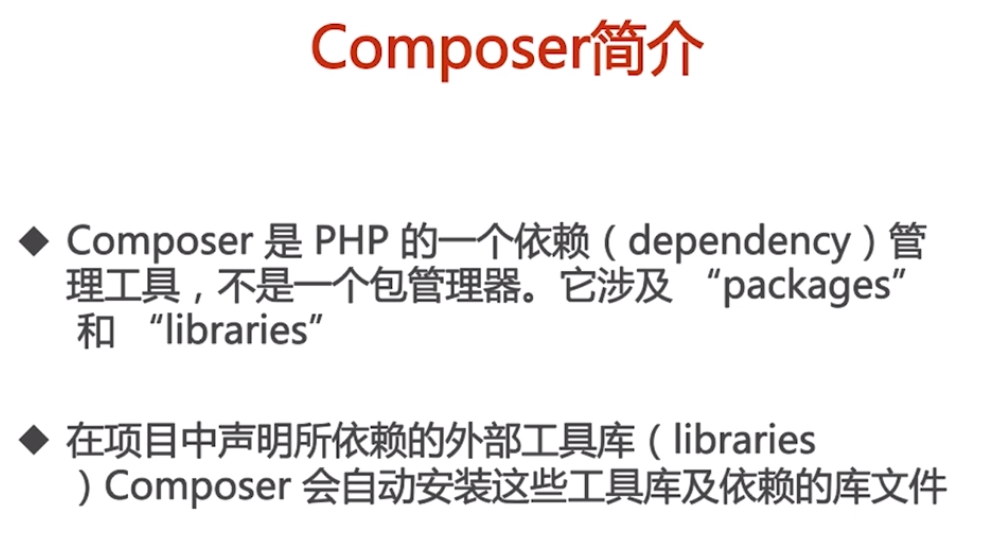 Composer简介
◆ Composer 是 PHP 的一个依赖（dependency）管
理工具，不是一个包管理器。它涉及 “packages”
和 “libraries”
◆ 在项目中声明所依赖的外部工具库（libraries
）Composer 会自动安装这些工具库及依赖的库文件